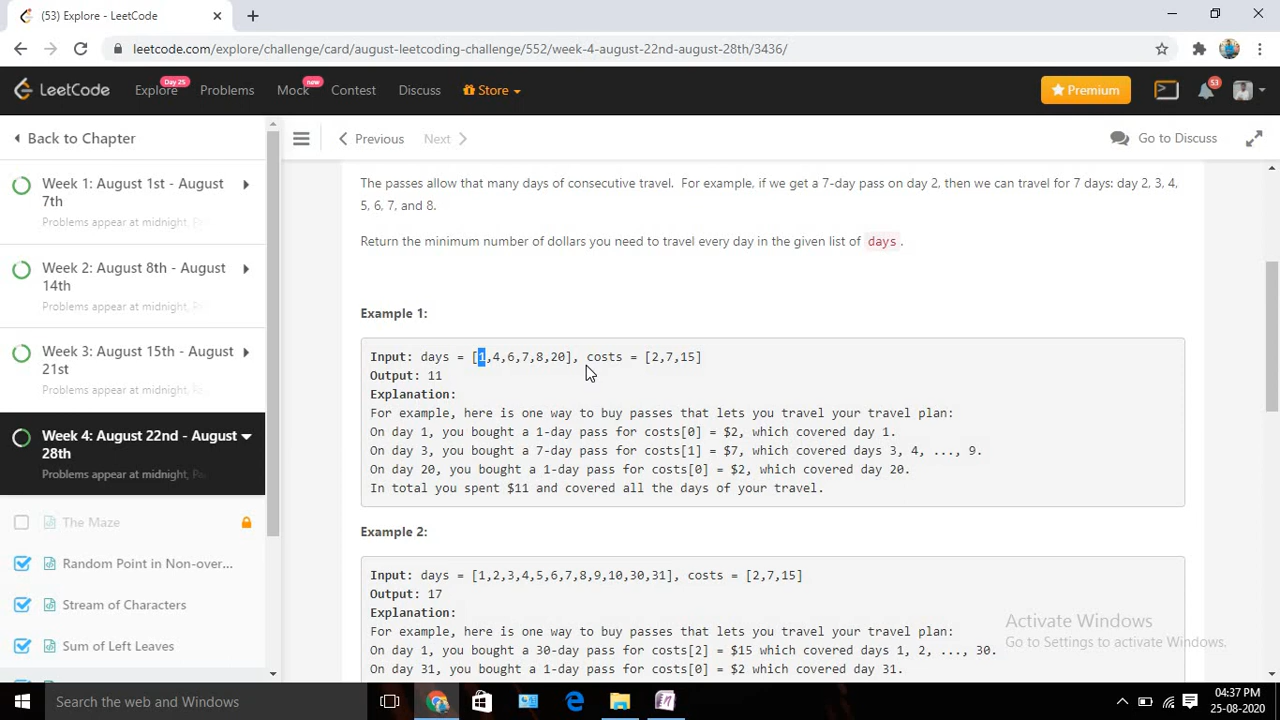 (53) Explore - LeetCode
leetcode.com/explore/challenge/card/august-leetcoding-challenge/552/week-4-august-22nd-august-28th/3436/
LeetCode
Explore
Day 25
Problems
Mock
new
Contest
Discuss
Store
Premium
53
Back to Chapter
Previous
Next
Go to Discuss
Week 1: August 1st - August
7th
Problems appear at midnight,
Week 2: August 8th - August
14th
Problems appear at midnight,
Week 3: August 15th - August
21st
Problems appear at midnight,
Week 4: August 22nd - August
28th
Problems appear at midnight,
The Maze
Random Point in Non-over...
Stream of Characters
Sum of Left Leaves
The passes allow that many days of consecutive travel. For example, if we get a 7-day pass on day 2, then we can travel for 7 days: day 2, 3, 4,
5, 6, 7, and 8.
Return the minimum number of dollars you need to travel every day in the given list of days.
Example 1:
Input: days = [1,4,6,7,8,20], costs = [2,7,15]
Output: 11
Explanation:
For example, here is one way to buy passes that lets you travel your travel plan:
On day 1, you bought a 1-day pass for costs[0] = $2, which covered day 1.
On day 3, you bought a 7-day pass for costs[1] = $7, which covered days 3, 4, ..., 9.
On day 20, you bought a 1-day pass for costs[0] = $2, which covered day 20.
In total you spent $11 and covered all the days of your travel.
Example 2:
Input: days = [1,2,3,4,5,6,7,8,9,10,30,31], costs = [2,7,15]
Output: 17
Explanation:
For example, here is one way to buy passes that lets you travel your travel plan:
On day 1, you bought a 30-day pass for costs[2] = $15 which covered days 1, 2, ..., 30.
On day 31, you bought a 1-day pass for costs[0] = $2 which covered day 31.
Activate Windows
Go to Settings to activate Windows.
Search the web and Windows
04:37 PM
25-08-2020